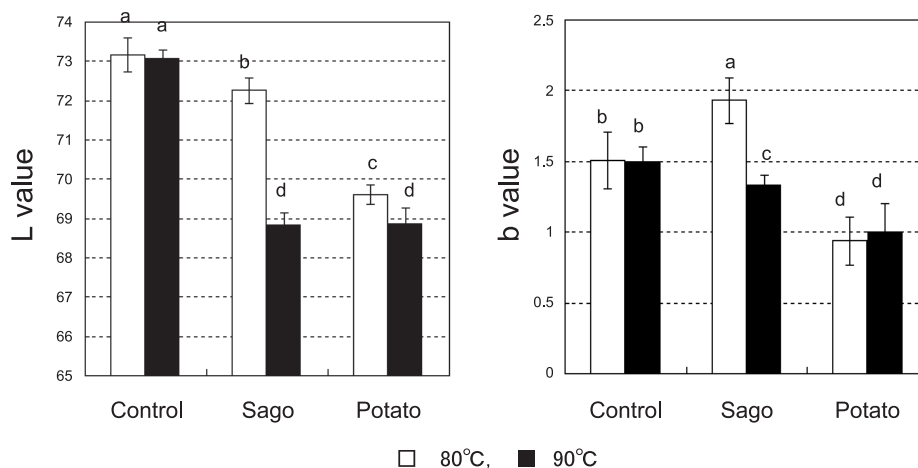 L value
74
73
72
71
70
69
68
67
66
65
a
a
b
d
c
d
Control
Sago
Potato
b value
2.5
2
1.5
1
0.5
0
b
b
a
c
d
d
Control
Sago
Potato
80°C,
90°C